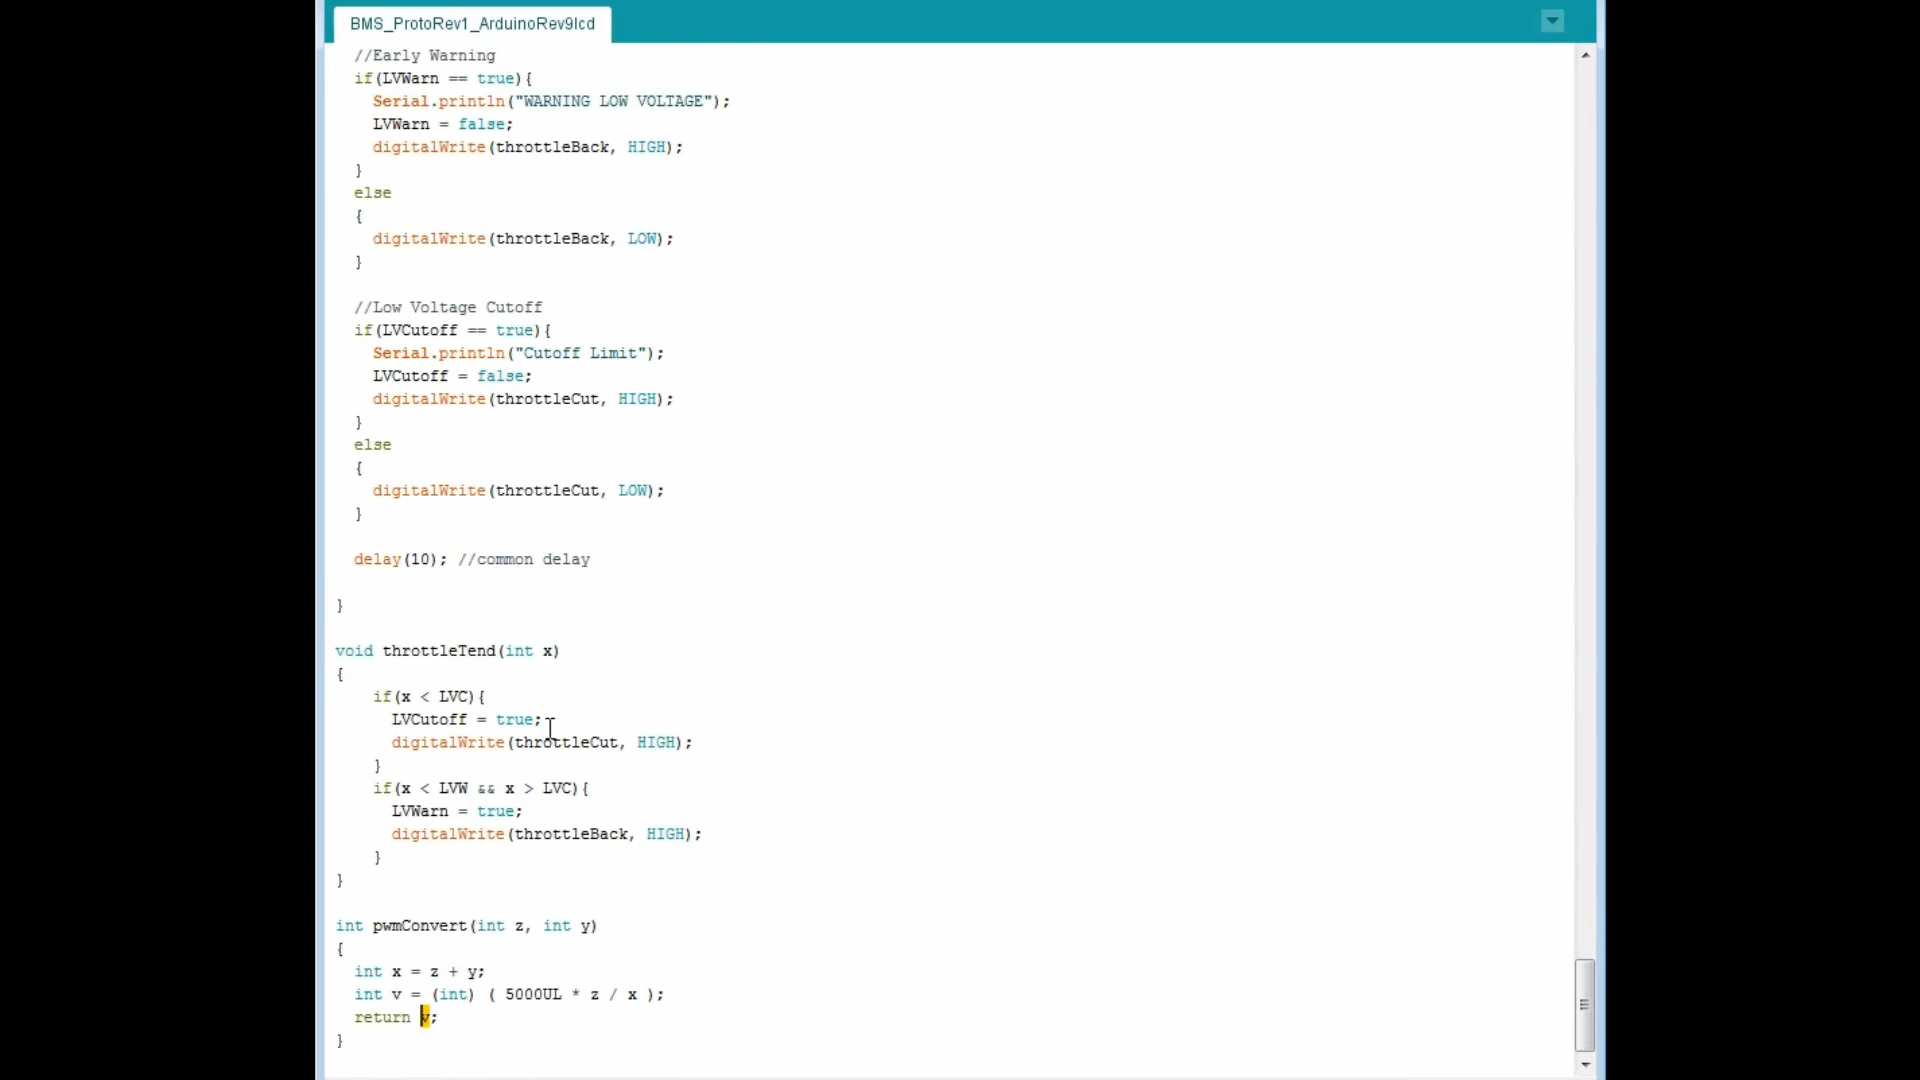 BMS_ProtoRev1_ArduinoRev9lcd
//Early Warning
if(LVWarn == true){
Serial.println("WARNING LOW VOLTAGE");
LVWarn = false;
digitalWrite(throttleBack, HIGH);
}
else
{
digitalWrite(throttleBack, LOW);
}
//Low Voltage Cutoff
if(LVCutoff == true){
Serial.println("Cutoff Limit");
LVCutoff = false;
digitalWrite(throttleCut, HIGH);
}
else
{
digitalWrite(throttleCut, LOW);
}
delay(10); //common delay
}
void throttleTend(int x)
{
if(x < LVC){
LVCutoff = true;
digitalWrite(throttleCut, HIGH);
}
if(x < LVW && x > LVC){
LVWarn = true;
digitalWrite(throttleBack, HIGH);
}
}
int pwmConvert(int z, int y)
{
int x = z + y;
int v = (int) ( 5000UL * z / x );
return v;
}